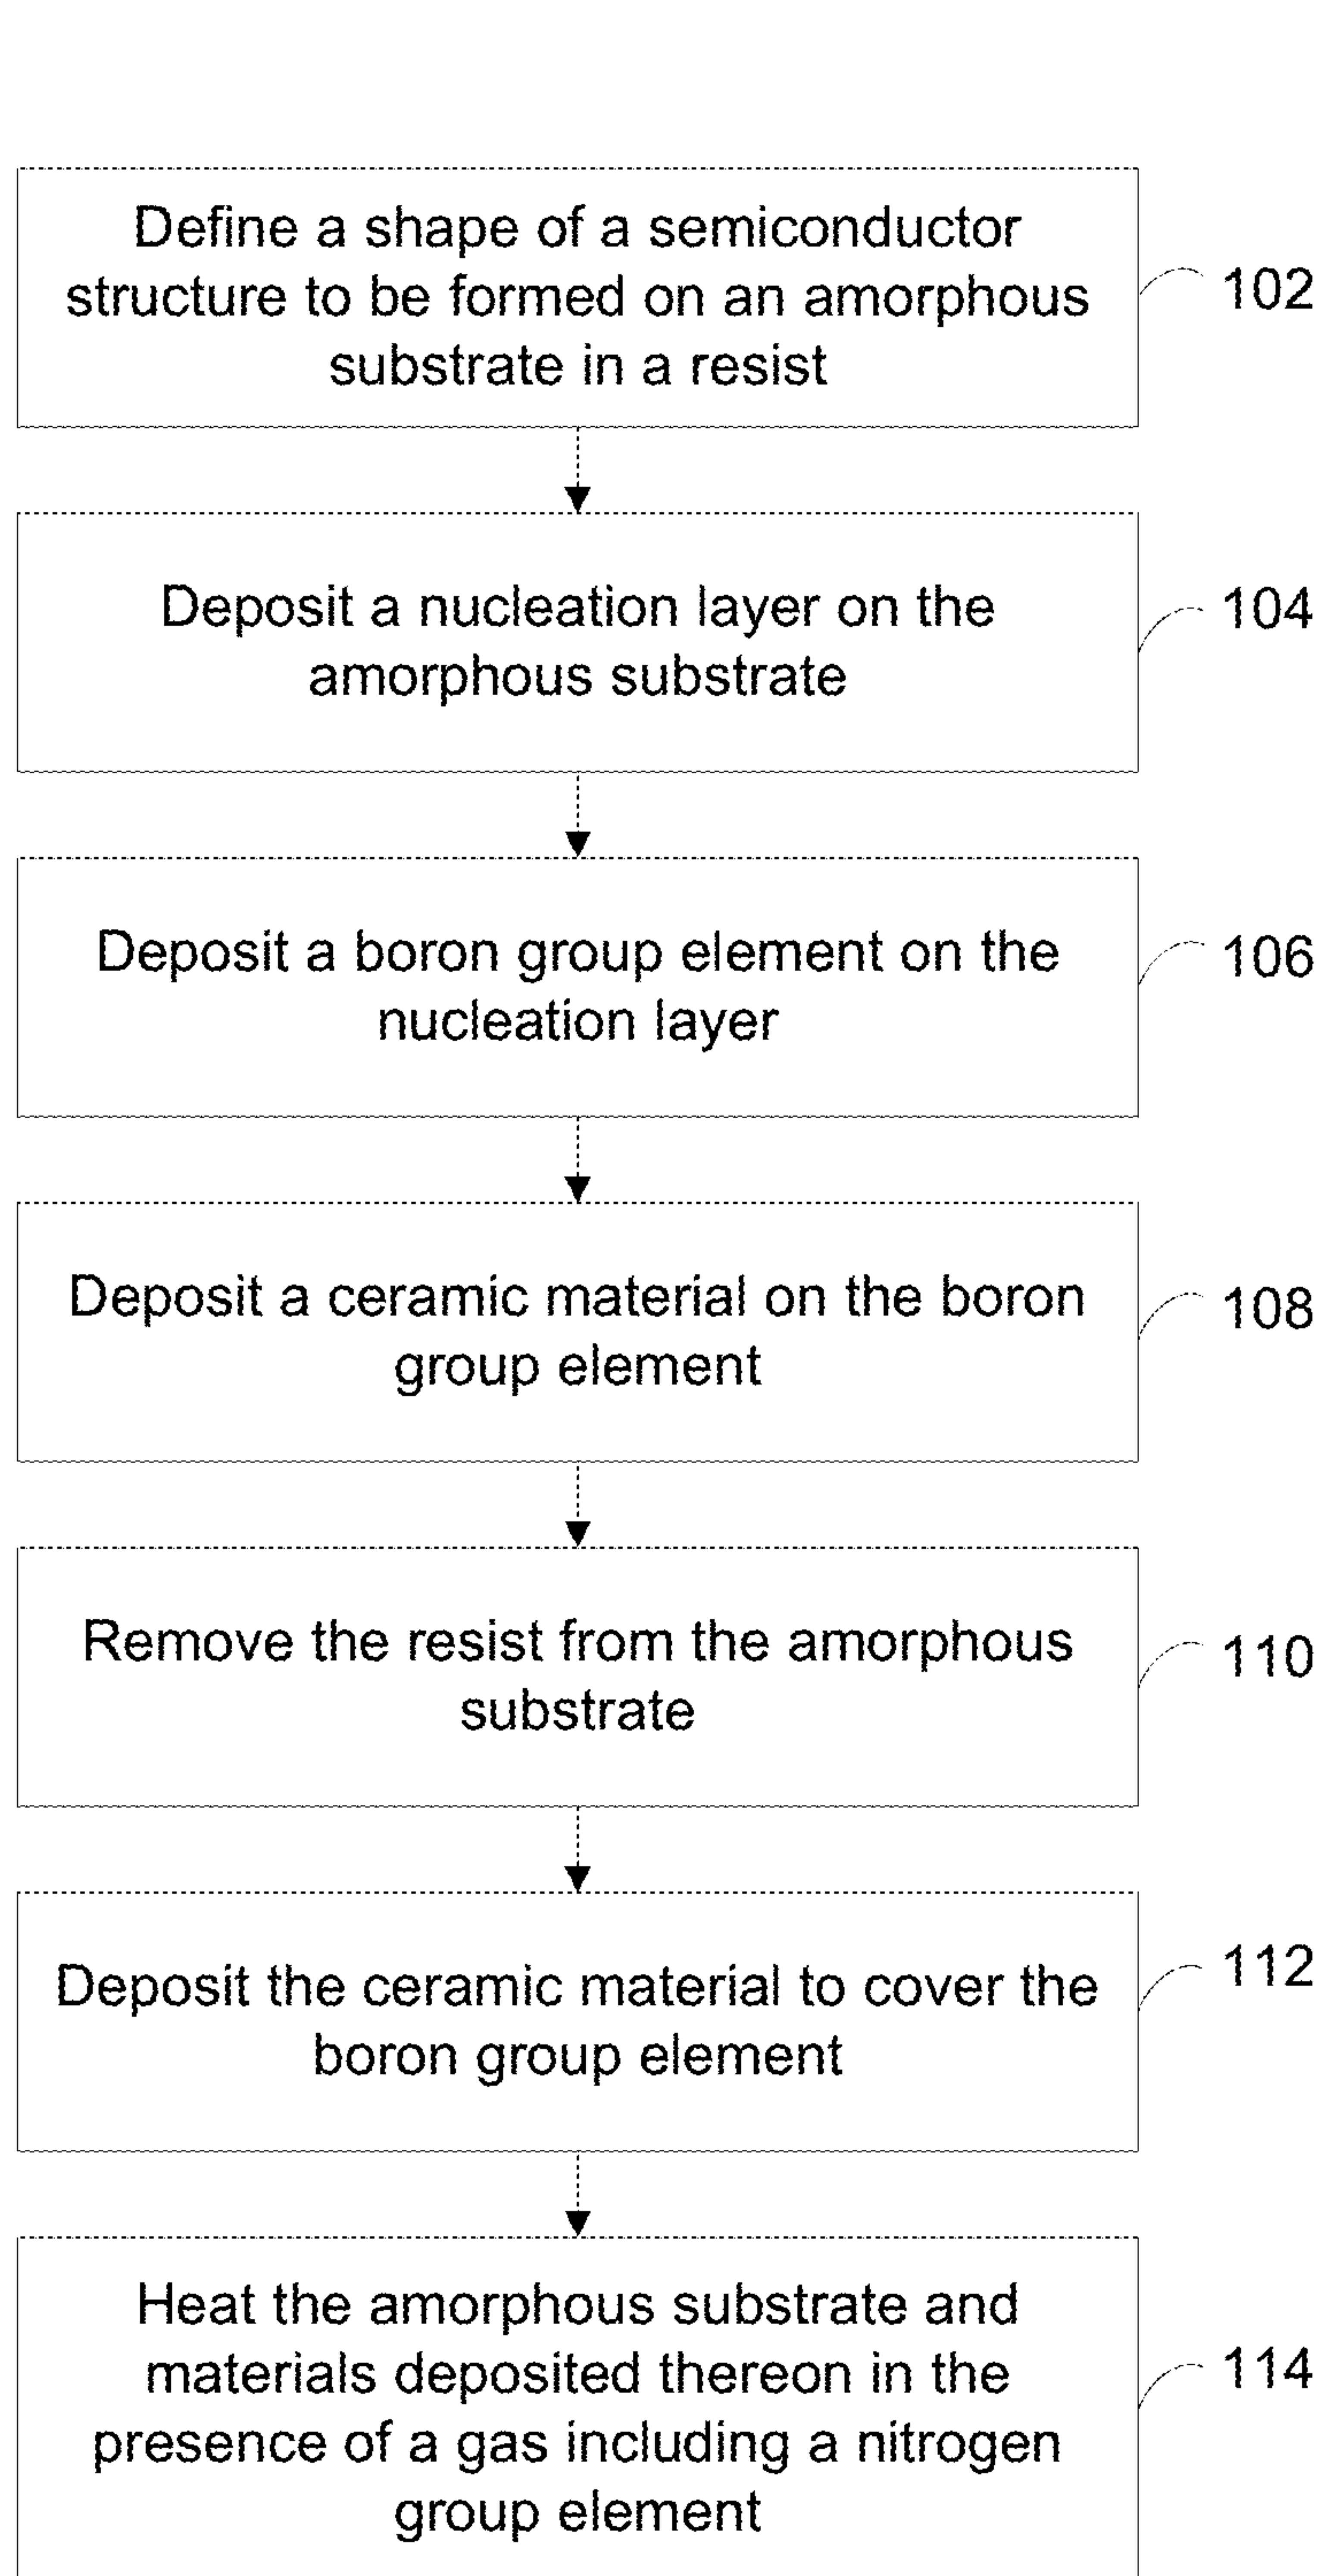 Define a shape of a semiconductor
structure to be formed on an amorphous
substrate in a resist
102
Deposit a nucleation layer on the
amorphous substrate
104
Deposit a boron group element on the
nucleation layer
106
Deposit a ceramic material on the boron
group element
108
Remove the resist from the amorphous
substrate
110
Deposit the ceramic material to cover the
boron group element
112
Heat the amorphous substrate and
materials deposited thereon in the
presence of a gas including a nitrogen
group element
114